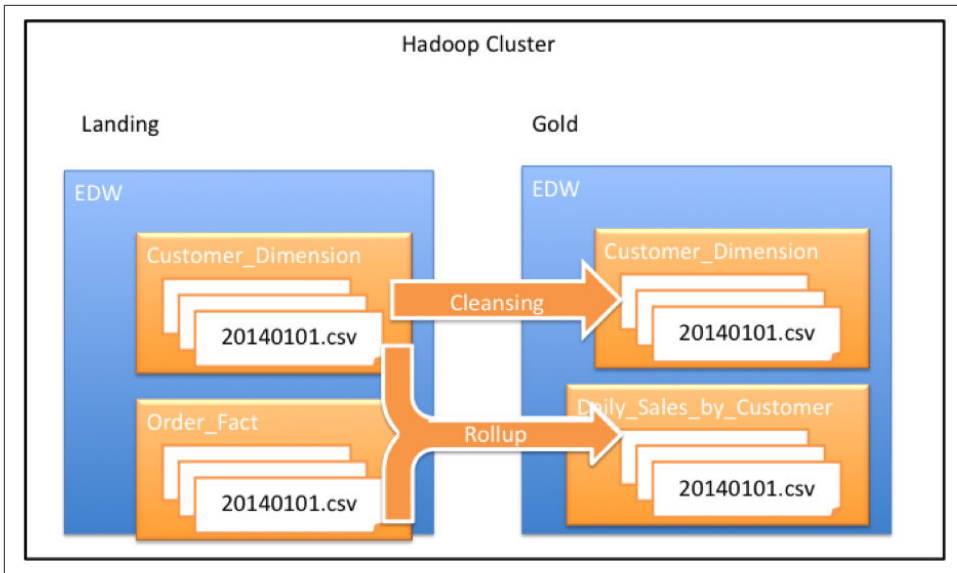 Hadoop Cluster
Landing
Gold
EDW
Customer_Dimension
20140101.csv
Order_Fact
20140101.csv
Cleansing
Rollup
EDW
Customer_Dimension
20140101.csv
Daily_Sales_by_Customer
20140101.csv